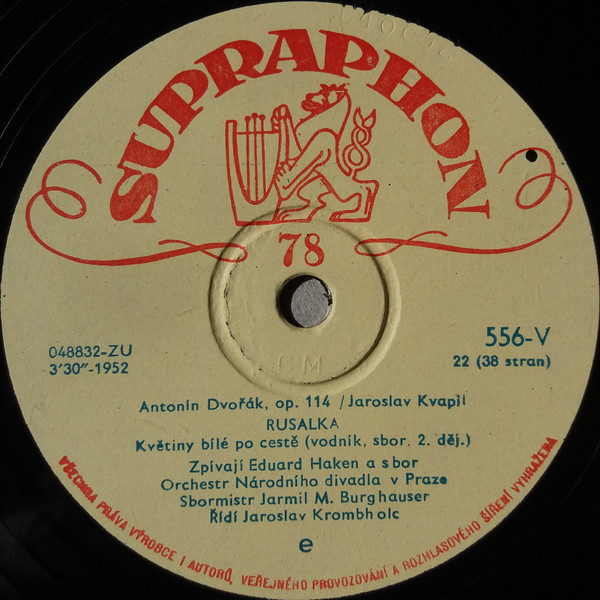 SUPRAPHON
78
048832-ZU
3'30"-1952
556-V
22 (38 stran)
CM
Antonín Dvořák, op. 114 /Jaroslav Kvapil
RUSALKA
Květiny bílé po cestě (vodník, sbor. 2. děj.)
Zpívají Eduard Haken a sbor
Orchestr Národního divadla v Praze
Sbormistr Jarmil M. Burghauser
Řídí Jaroslav Krombholc
e
VŠECHNA PRÁVA VÝROBCE I AUTORŮ, VEŘEJNÉHO PROVOZOVÁNÍ A ROZHLASOVÉHO ŠÍŘENÍ VYHRAŽENA